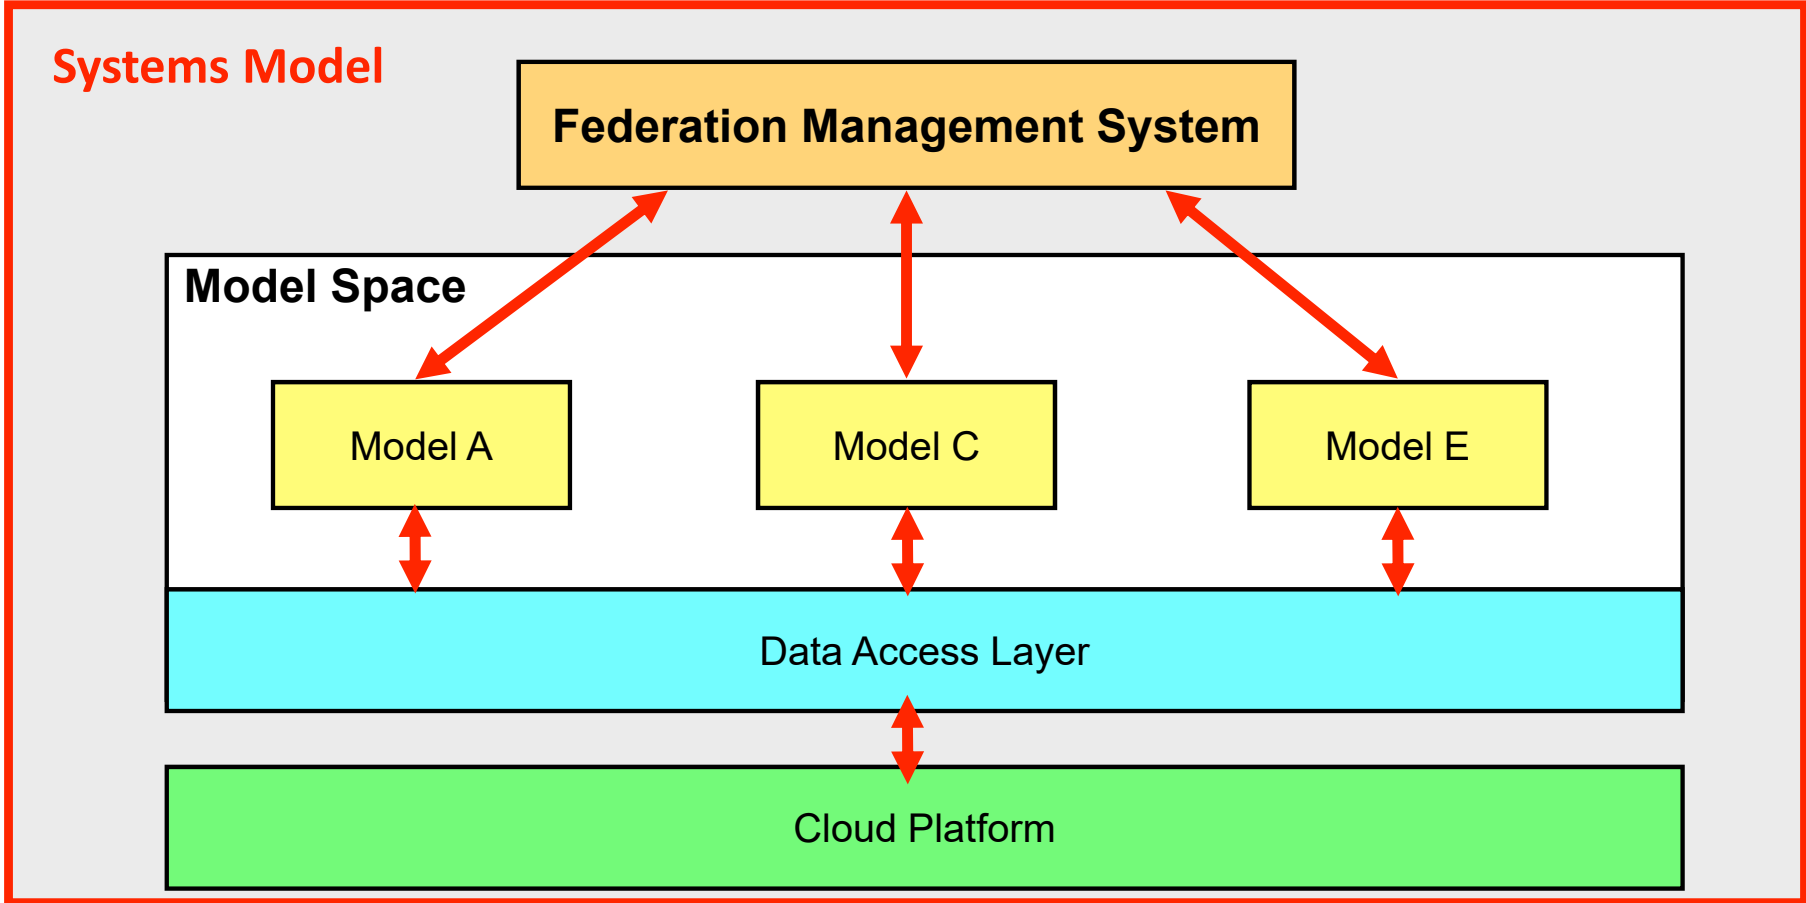 Systems Model
Federation Management System
Model Space
Model A
Model C
Model E
Data Access Layer
Cloud Platform